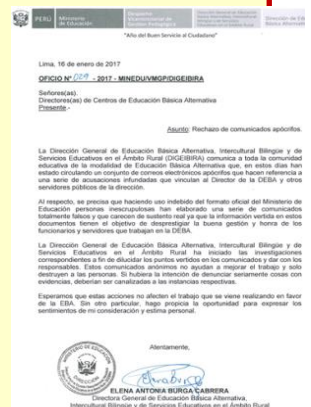 PERÚ Ministerio de Educación
"Año del Buen Servicio al Ciudadano"
Lima, 16 de enero de 2017
OFICIO N° 029 - 2017 - MINEDU/VMGP/DIGEIBIRA
Señores(as).
Directores(as) de Centros de Educación Básica Alternativa
Presente.-
Asunto: Rechazo de comunicados apócrifos.
La Dirección General de Educación Básica Alternativa, Intercultural Bilingüe y de
Servicios Educativos en el Ámbito Rural (DIGEIBIRA) comunica a toda la comunidad
educativa de la modalidad de Educación Básica Alternativa que, en estos días han
estado circulando un conjunto de correos electrónicos apócrifos que hacen referencia a
una serie de acusaciones infundadas que vinculan al Director de la DEBA y otros
servidores públicos de la dirección.
Al respecto, se precisa que haciendo uso indebido del formato oficial del Ministerio de
Educación personas inescrupulosas han elaborado una serie de comunicados
totalmente falsos y que carecen de sustento real ya que la información vertida en estos
documentos tienen el objetivo de desprestigiar la buena gestión y honra de los
funcionarios y servidores que trabajan en la DEBA.
La Dirección General de Educación Básica Alternativa, Intercultural Bilingüe y de
Servicios Educativos en el Ámbito Rural ha iniciado las investigaciones
correspondientes a fin de dilucidar los puntos vertidos en los comunicados y dar con los
responsables. Estos comunicados anónimos no ayudan a mejorar el trabajo y solo
destruyen a las personas. Si hubiera la intención de denunciar seriamente cosas con
evidencias, deberían ser canalizadas a las instancias respectivas.
Esperamos que estas acciones no afecten el trabajo que se viene realizando en favor
de la EBA. Sin otro particular, hago propicia la oportunidad para expresar los
sentimientos de mi consideración y estima personal.
Atentamente,
ELENA ANTONIA BURGA CABRERA
Directora General de Educación Básica Alternativa,
Intercultural Bilingüe y de Servicios Educativos en el Ámbito Rural